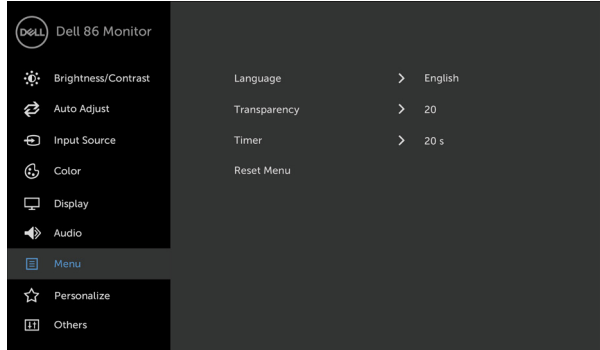 DELL Dell 86 Monitor
Brightness/Contrast
Auto Adjust
Input Source
Color
Display
Audio
Menu
Personalize
Others
Language > English
Transparency > 20
Timer > 20 s
Reset Menu